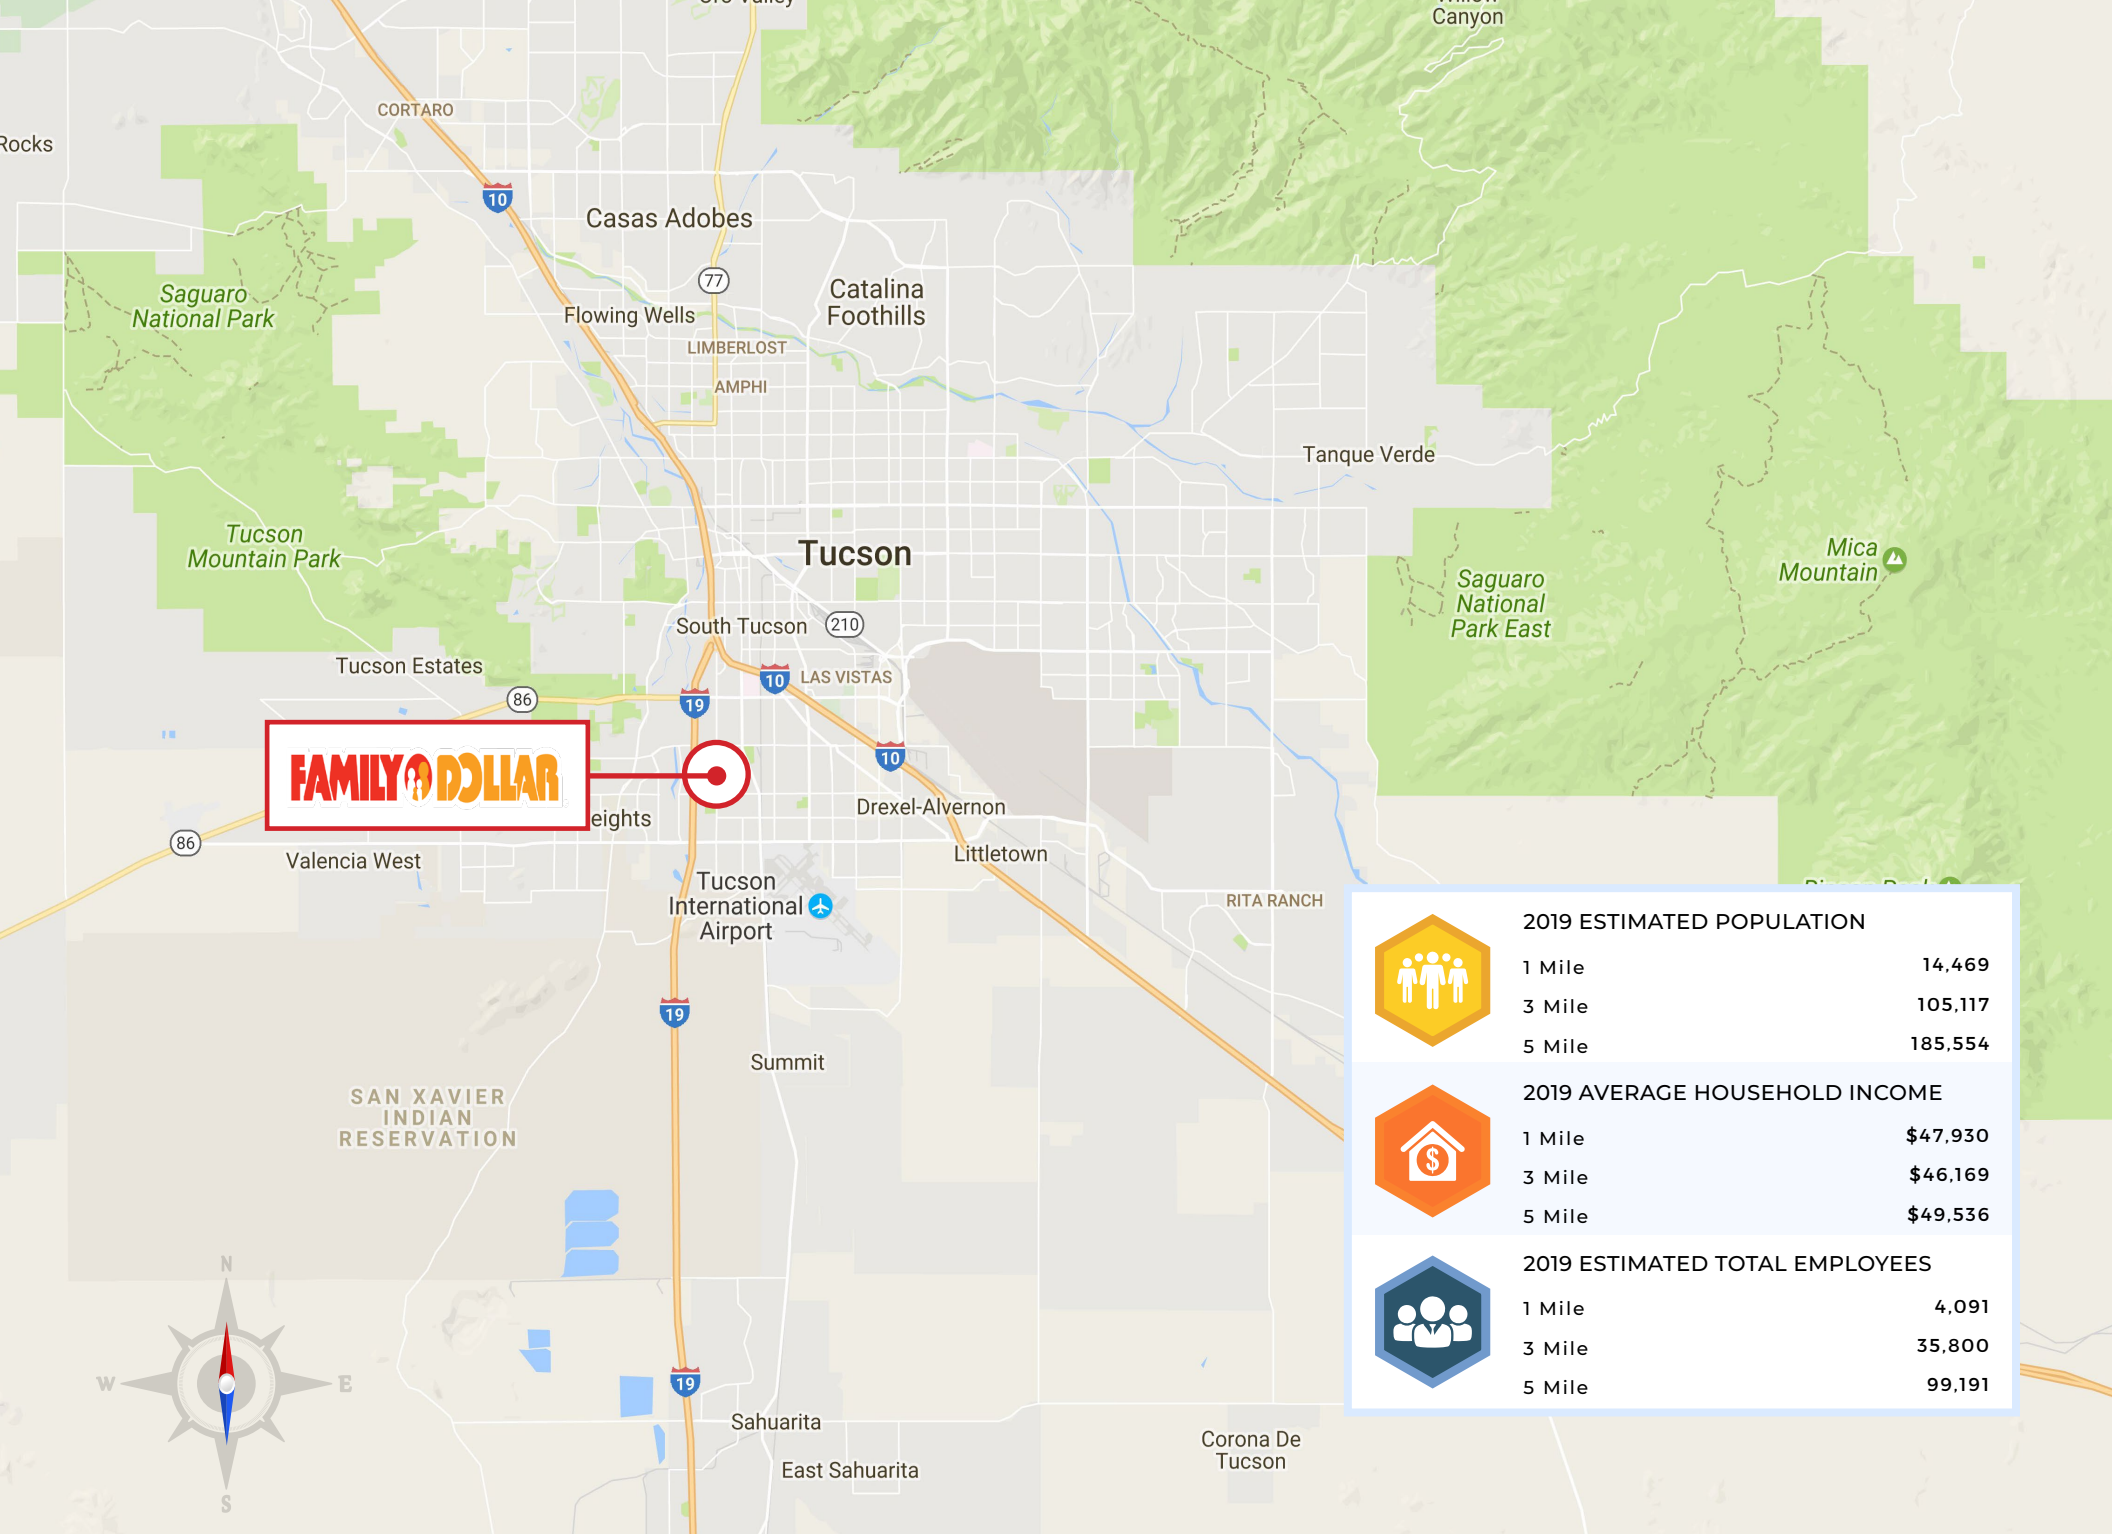 Canyon
CORTARO
Rocks
10
Casas Adobes
77
Catalina
Foothills
Saguaro
National Park
Flowing Wells
LIMBERLOST
AMPHI
Tanque Verde
Tucson
Mountain Park
Tucson
Mica
Mountain
Saguaro
National
Park East
South Tucson
210
Tucson Estates
LAS VISTAS
10
86
19
10
FAMILY DOLLAR
eights
Drexel-Alvernon
86
Valencia West
Littletown
Tucson
International
Airport
RITA RANCH
19
Summit
SAN XAVIER
INDIAN
RESERVATION
2019 ESTIMATED POPULATION
1 Mile 14,469
3 Mile 105,117
5 Mile 185,554
2019 AVERAGE HOUSEHOLD INCOME
1 Mile $47,930
3 Mile $46,169
5 Mile $49,536
$
2019 ESTIMATED TOTAL EMPLOYEES
1 Mile 4,091
3 Mile 35,800
5 Mile 99,191
N
W E
S
19
Sahuarita
East Sahuarita
Corona De
Tucson